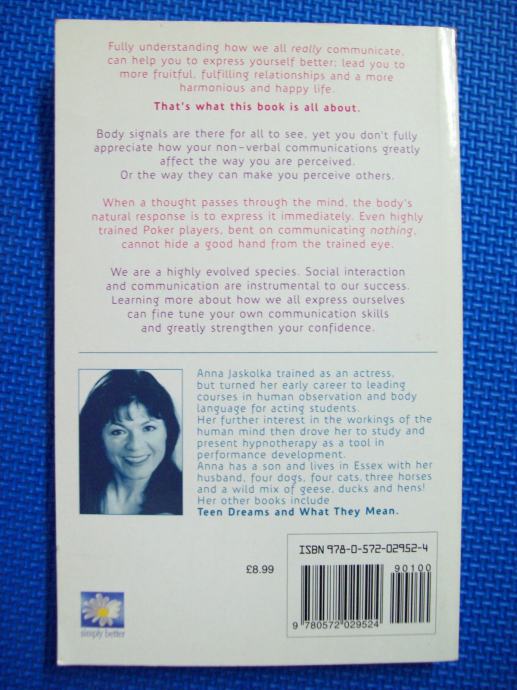 Fully understanding how we all really communicate,
can help you to express yourself better; lead you to
more fruitful, fulfilling relationships and a more
harmonious and happy life.
That's what this book is all about.
Body signals are there for all to see, yet you don't fully
appreciate how your non-verbal communications greatly
affect the way you are perceived.
Or the way they can make you perceive others.
When a thought passes through the mind, the body's
natural response is to express it immediately. Even highly
trained Poker players, bent on communicating nothing,
cannot hide a good hand from the trained eye.
We are a highly evolved species. Social interaction
and communication are instrumental to our success.
Learning more about how we all express ourselves
can fine tune your own communication skills
and greatly strengthen your confidence.
Anna Jaskolka trained as an actress,
but turned her early career to leading
courses in human observation and body
language for acting students.
Her further interest in the workings of the
human mind then drove her to study and
present hypnotherapy as a tool in
performance development.
Anna has a son and lives in Essex with her
husband, four dogs, four cats, three horses
and a wild mix of geese, ducks and hens!
Her other books include
Teen Dreams and What They Mean.
ISBN 978-0-572-02952-4
90100
£8.99
9 780572 029524
simply better